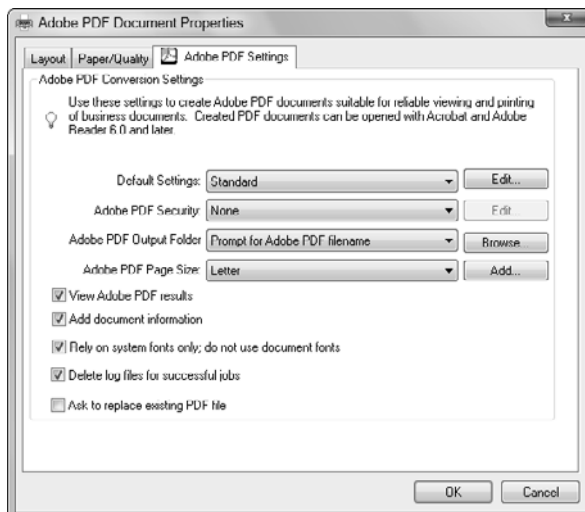 Adobe PDF Document Properties
x
Layout Paper/Quality Adobe PDF Settings
Adobe PDF Conversion Settings
Use these settings to create Adobe PDF documents suitable for reliable viewing and printing
of business documents. Created PDF documents can be opened with Acrobat and Adobe
Reader 6.0 and later.
Default Settings: Standard Edit...
Adobe PDF Security: None Edit...
Adobe PDF Output Folder: Prompt for Adobe PDF filename Browse...
Adobe PDF Page Size: Letter Add...
View Adobe PDF results
Add document information
Rely on system fonts only; do not use document fonts
Delete log files for successful jobs
Ask to replace existing PDF file
OK Cancel